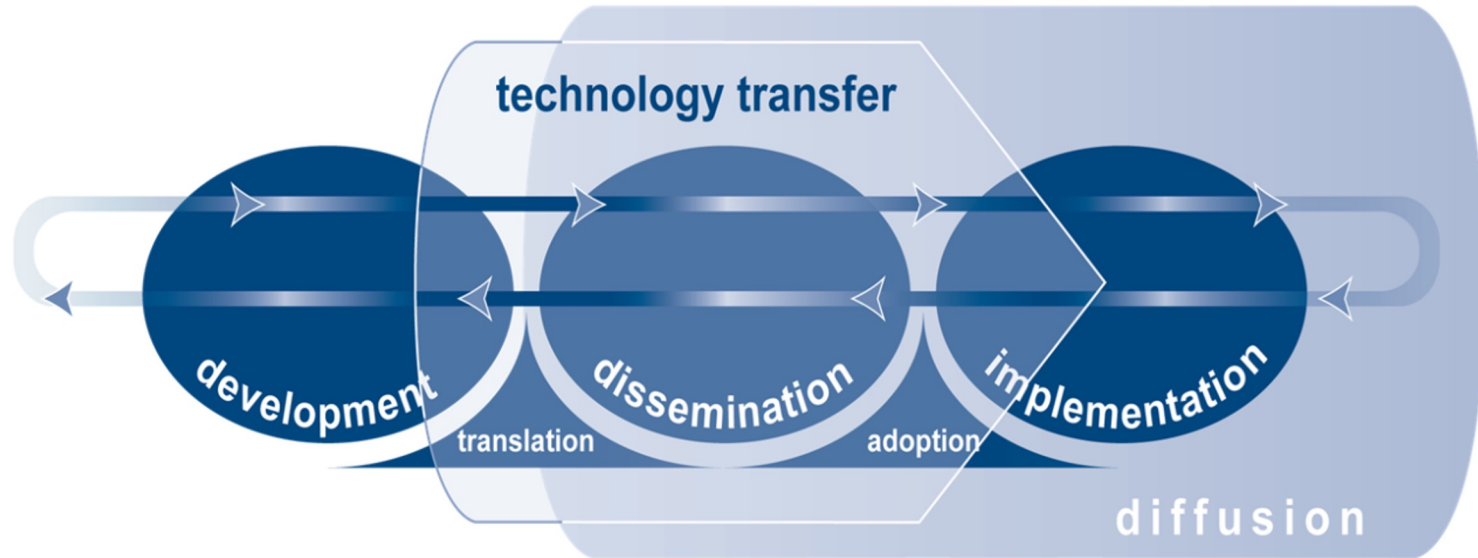 technology transfer
development
dissemination
implementation
translation
adoption
diffusion